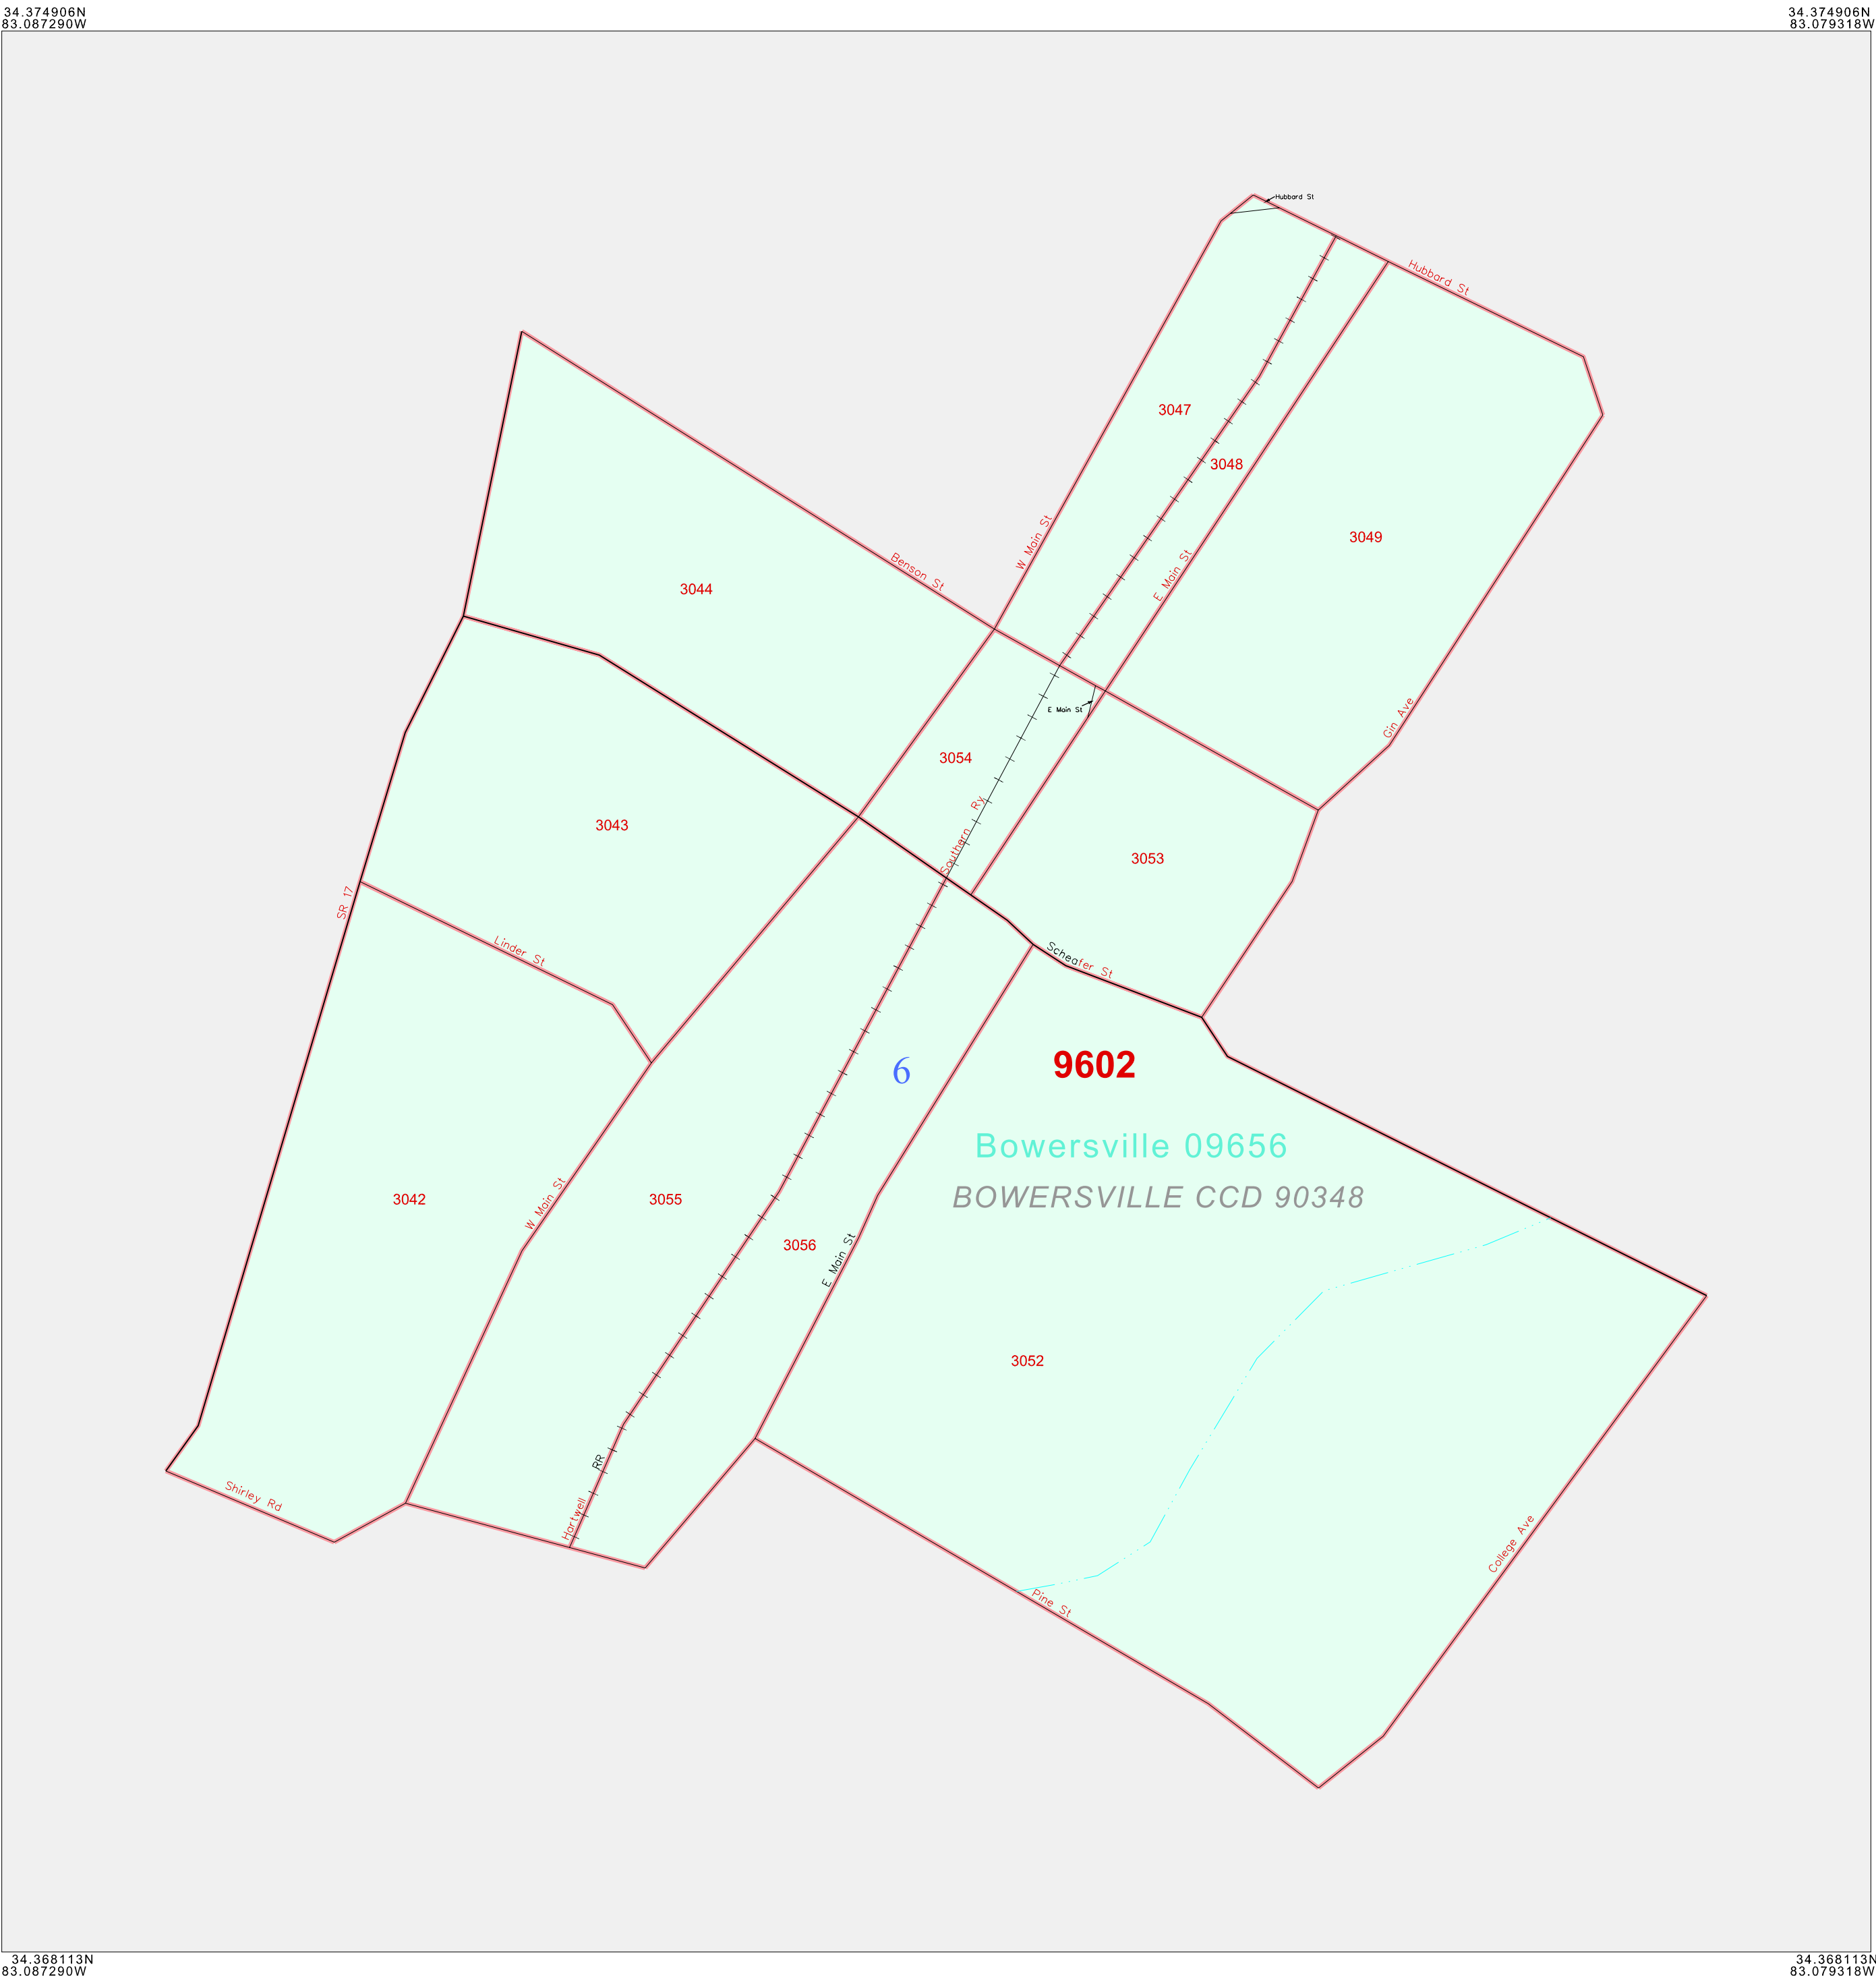 34.374906N
83.087290W
34.374906N
83.079318W
Hubbard St
Hubbard St
3047
3048
W Main St
3049
Benson St
E Main St
3044
E Main St
Gin Ave
3054
Southern Ry
3043
3053
SR 17
Linder St
Scheafer St
6
9602
Bowersville 09656
BOWERSVILLE CCD 90348
3042
W Main St
3055
3056
E Main St
3052
RR
Hartwell
Shirley Rd
College Ave
Pine St
34.368113N
83.087290W
34.368113N
83.079318W